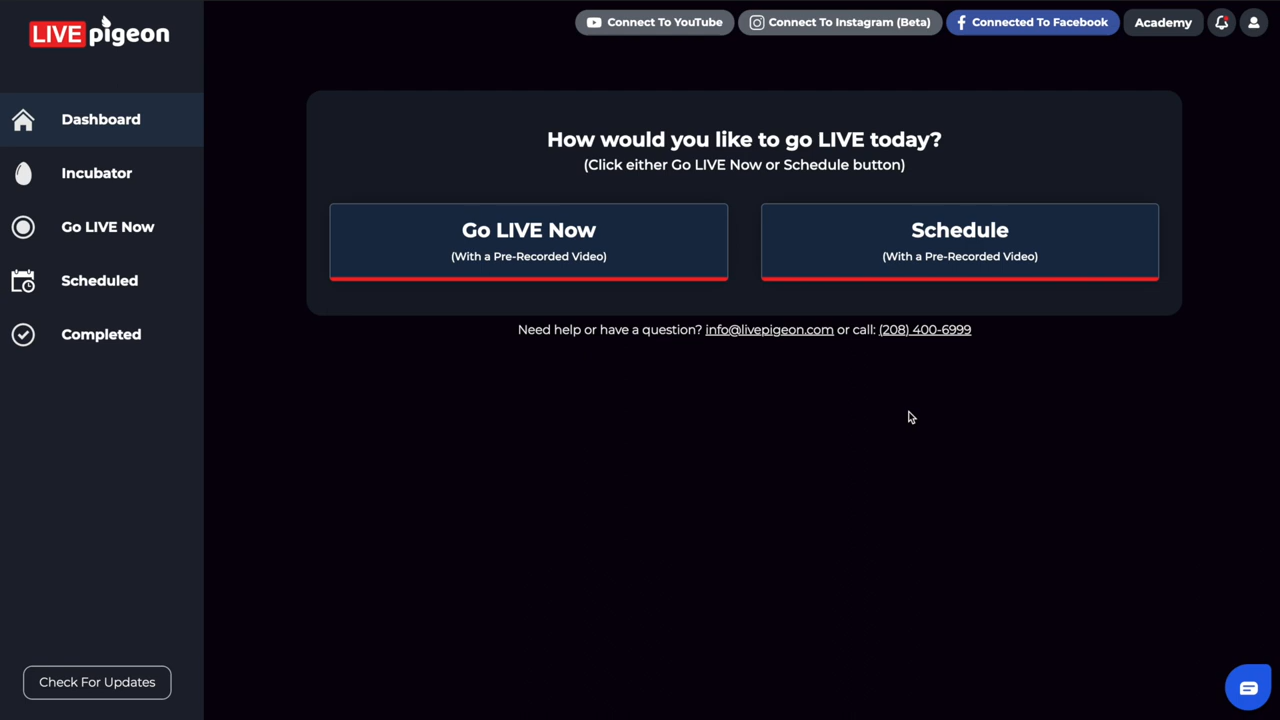 LIVE pigeon
Connect To YouTube
Connect To Instagram (Beta)
Connected To Facebook
Academy
Dashboard
Incubator
Go LIVE Now
Scheduled
Completed
How would you like to go LIVE today?
(Click either Go LIVE Now or Schedule button)
Go LIVE Now
(With a Pre-Recorded Video)
Schedule
(With a Pre-Recorded Video)
Need help or have a question? info@livepigeon.com or call: (208) 400-6999
Check For Updates